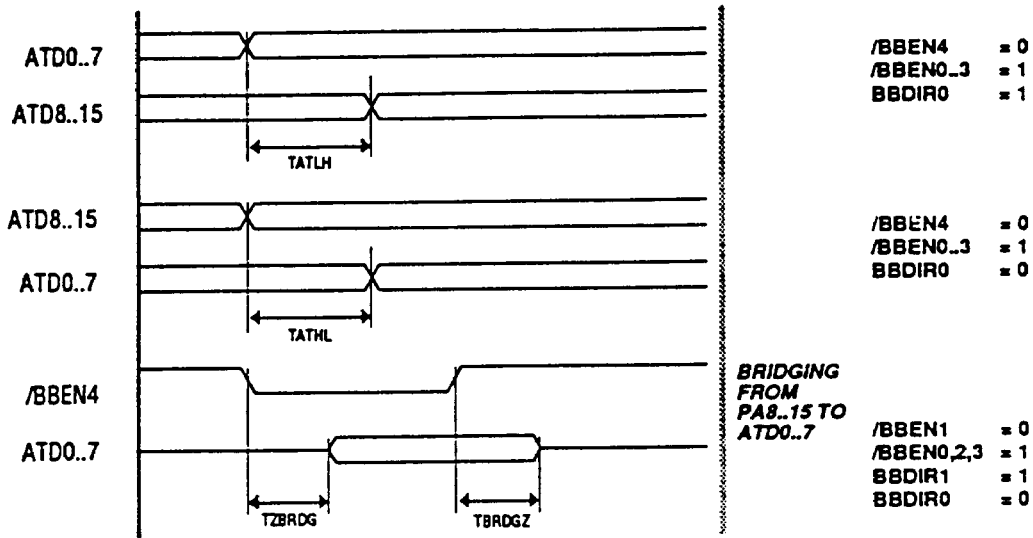 ATD0..7
ATD8..15
TATLH
/BBEN4 = 0
/BBEN0..3 = 1
BBDIR0 = 1
ATD8..15
ATD0..7
TATHL
/BBEN4 = 0
/BBEN0..3 = 1
BBDIR0 = 0
/BBEN4
ATD0..7
TZBRDG
TBRDGZ
BRIDGING
FROM
PA8..15 TO
ATD0..7
/BBEN1 = 0
/BBEN0,2,3 = 1
BBDIR1 = 1
BBDIR0 = 0